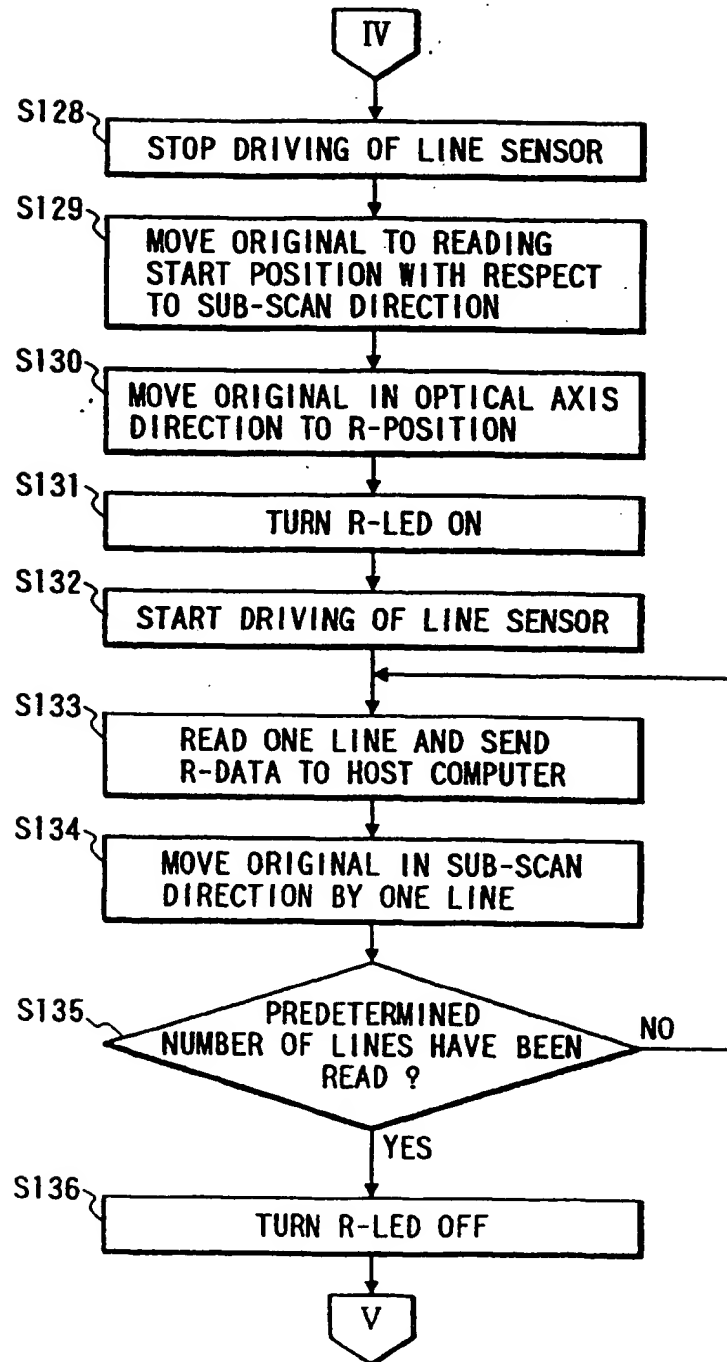 IV
S128
STOP DRIVING OF LINE SENSOR
S129
MOVE ORIGINAL TO READING
START POSITION WITH RESPECT
TO SUB-SCAN DIRECTION
S130
MOVE ORIGINAL IN OPTICAL AXIS
DIRECTION TO R-POSITION
S131
TURN R-LED ON
S132
START DRIVING OF LINE SENSOR
S133
READ ONE LINE AND SEND
R-DATA TO HOST COMPUTER
S134
MOVE ORIGINAL IN SUB-SCAN
DIRECTION BY ONE LINE
S135
PREDETERMINED
NUMBER OF LINES HAVE BEEN
READ ?
NO
YES
S136
TURN R-LED OFF
V